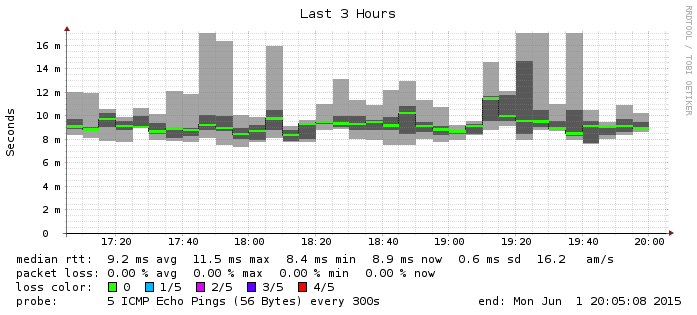 Last 3 Hours
RRDTOOL / TOBI OETIKER
Seconds
16 m
14 m
12 m
10 m
8 m
6 m
4 m
2 m
0
17:20 17:40 18:00 18:20 18:40 19:00 19:20 19:40 20:00
median rtt: 9.2 ms avg 11.5 ms max 8.4 ms min 8.9 ms now 0.6 ms sd 16.2 am/s
packet loss: 0.00 % avg 0.00 % max 0.00 % min 0.00 % now
loss color: 0 1/5 2/5 3/5 4/5
probe: 5 ICMP Echo Pings (56 Bytes) every 300s end: Mon Jun 1 20:05:08 2015